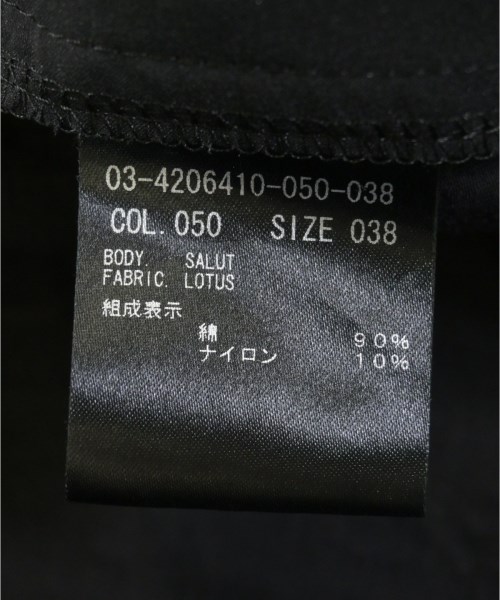 03-4206410-050-038
COL.050 SIZE 038
BODY. SALUT
FABRIC. LOTUS
組成表示
綿 90%
ナイロン 10%